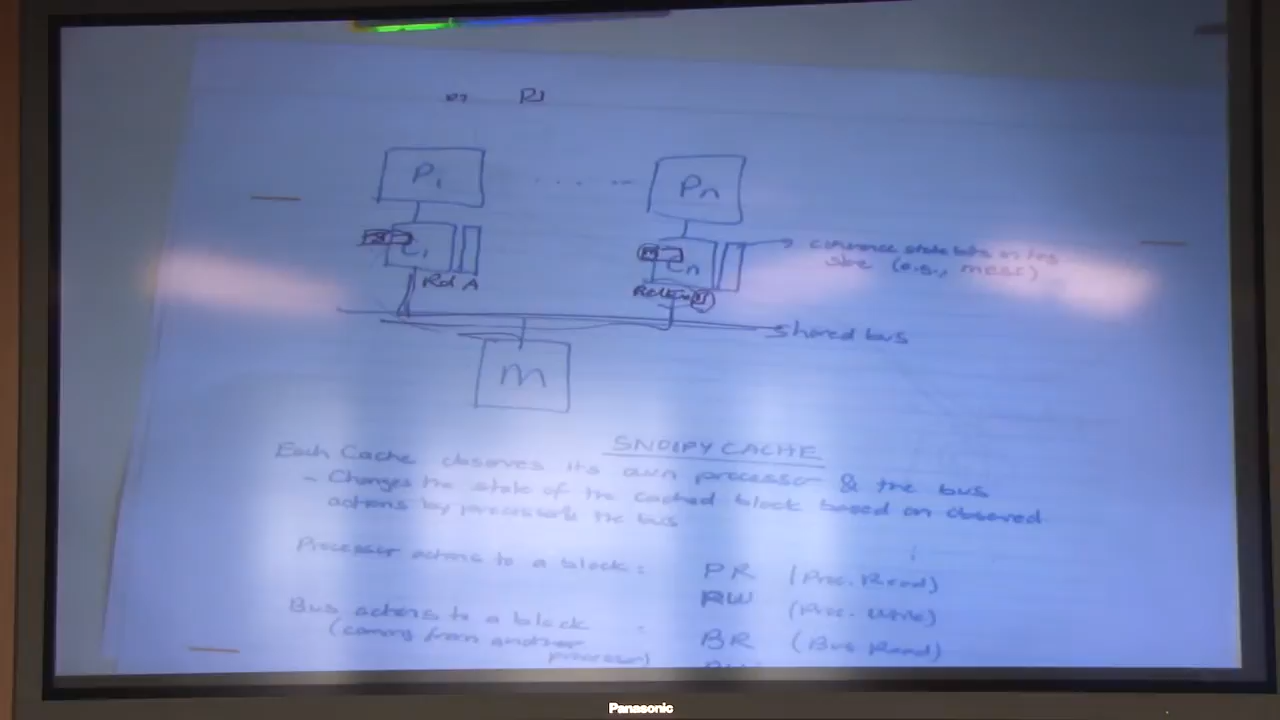 P1
Pn
C1
Cn
Rd A
coherence state bits in tag
(e.g., MESI)
shared bus
M
SNOOPY CACHE
Each Cache observes its own processor & the bus
- Changes the state of the cached block based on observed
actions by processor & the bus
Processor actions to a block : PR (Proc. Read)
(Proc. Write)
Bus actions to a block :
(coming from another
processor)
BR (Bus Read)
Panasonic